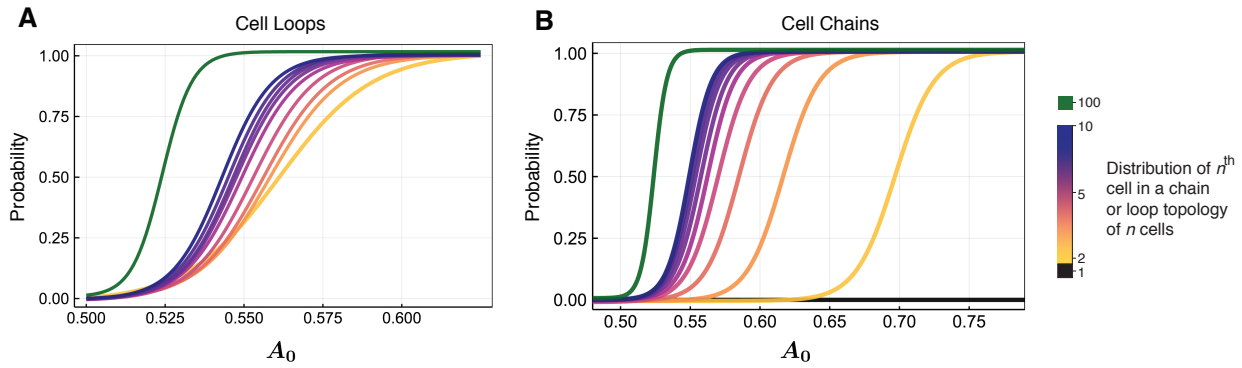 A
Cell Loops
Probability
1.00
0.75
0.50
0.25
0.00
0.500
0.525
0.550
0.575
0.600
A₀
B
Cell Chains
Probability
1.00
0.75
0.50
0.25
0.00
0.50
0.55
0.60
0.65
0.70
0.75
A₀
100
10
5
2
1
Distribution of nᵗʰ
cell in a chain
or loop topology
of n cells